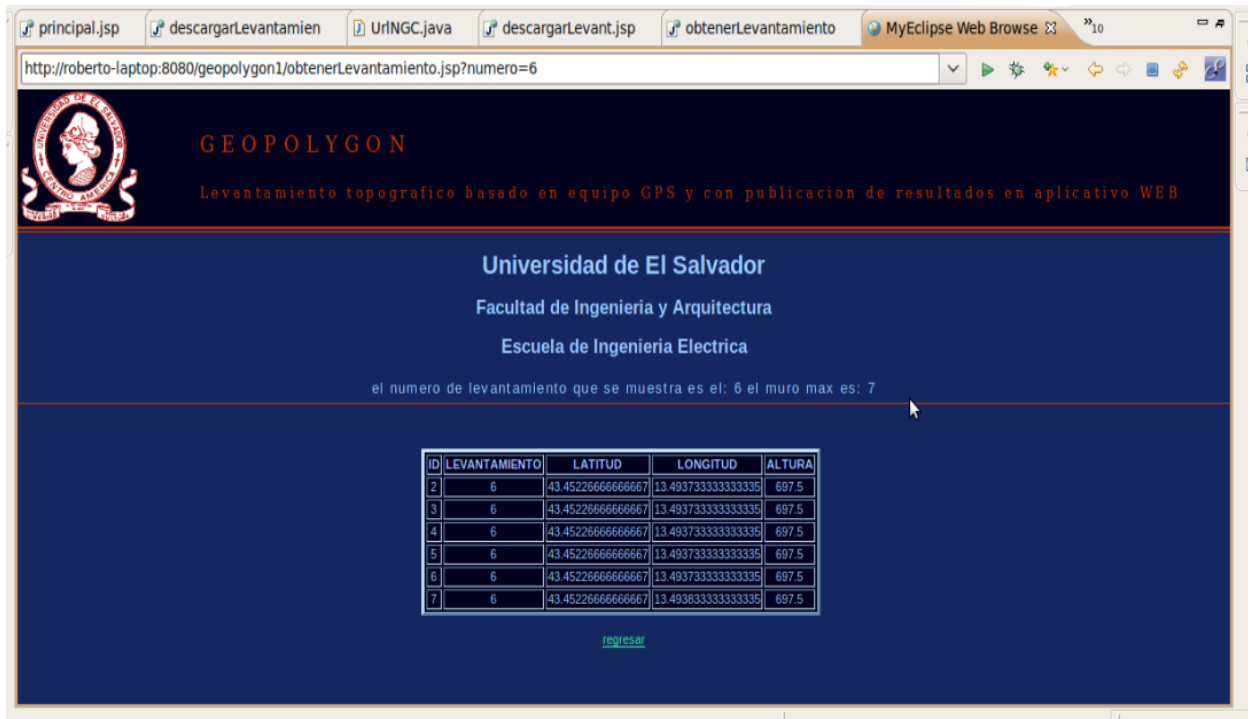 principal.jsp descargarLevantamien UrlNGC.java descargarLevant.jsp obtenerLevantamiento MyEclipse Web Browse »10
http://roberto-laptop:8080/geopolygon1/obtenerLevantamiento.jsp?numero=6
UNIVERSIDAD DE EL SALVADOR
CENTRO AMERICA
GEOPOLYGON
Levantamiento topografico basado en equipo GPS y con publicacion de resultados en aplicativo WEB
Universidad de El Salvador
Facultad de Ingenieria y Arquitectura
Escuela de Ingenieria Electrica
el numero de levantamiento que se muestra es el: 6 el muro max es: 7
ID LEVANTAMIENTO LATITUD LONGITUD ALTURA
2 6 43.45226666666667 13.493733333333335 697.5
3 6 43.45226666666667 13.493733333333335 697.5
4 6 43.45226666666667 13.493733333333335 697.5
5 6 43.45226666666667 13.493733333333335 697.5
6 6 43.45226666666667 13.493733333333335 697.5
7 6 43.45226666666667 13.493833333333335 697.5
regresar